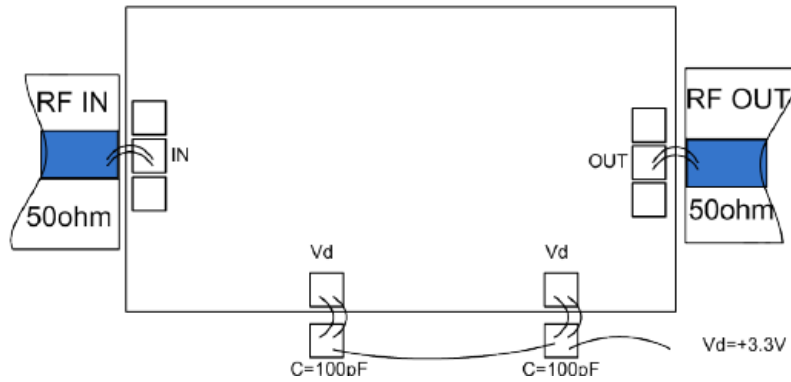 RF IN
50ohm
IN
OUT
RF OUT
50ohm
Vd
Vd
C=100pF
C=100pF
Vd=+3.3V